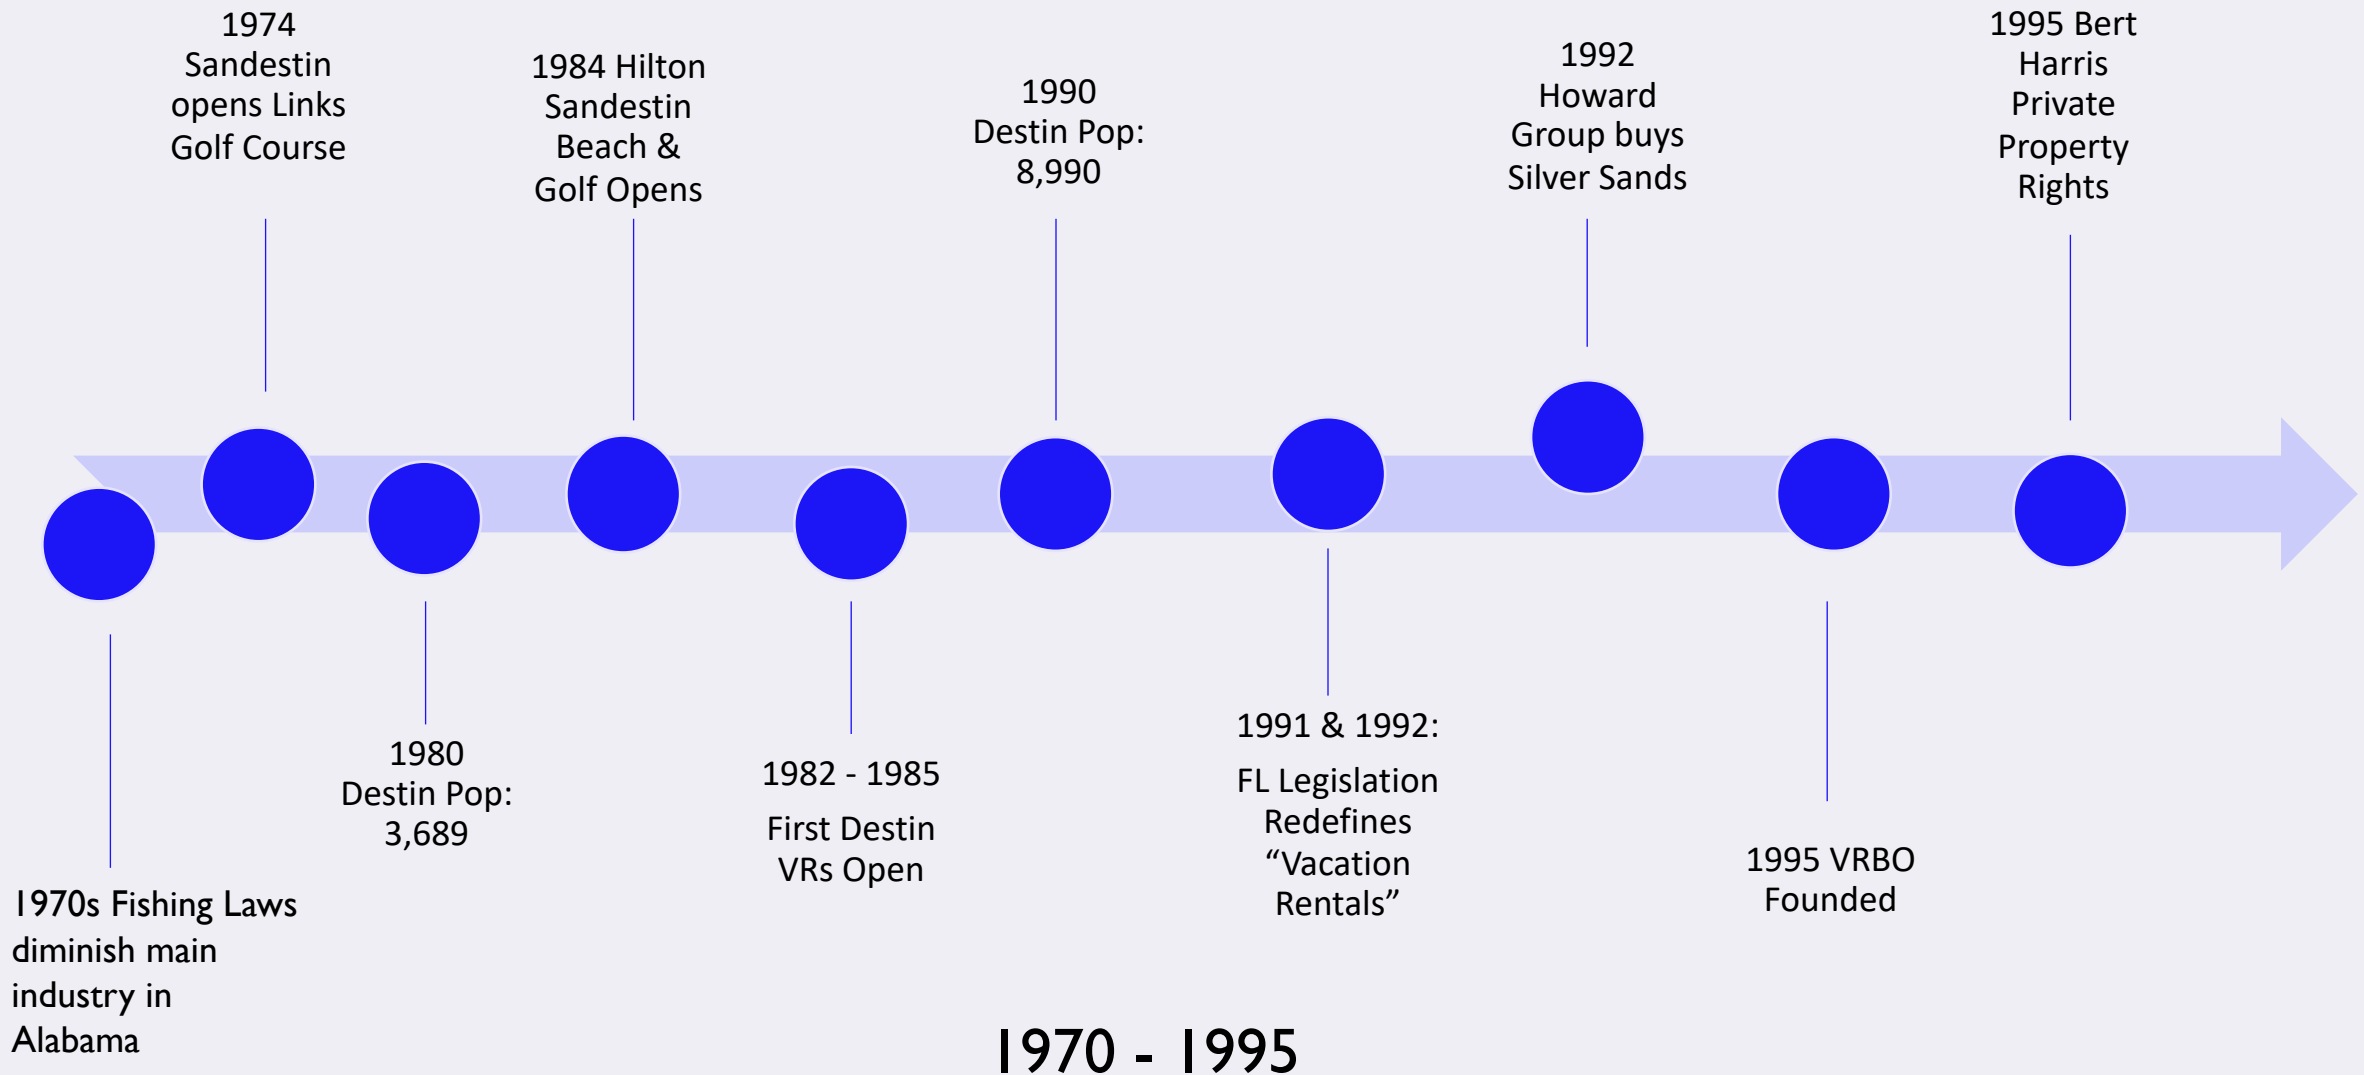 1974
Sandestin
opens Links
Golf Course
1984 Hilton
Sandestin
Beach &
Golf Opens
1990
Destin Pop:
8,990
1992
Howard
Group buys
Silver Sands
1995 Bert
Harris
Private
Property
Rights
1970s Fishing Laws
diminish main
industry in
Alabama
1980
Destin Pop:
3,689
1982 - 1985
First Destin
VRs Open
1991 & 1992:
FL Legislation
Redefines
“Vacation
Rentals”
1995 VRBO
Founded
1970 - 1995